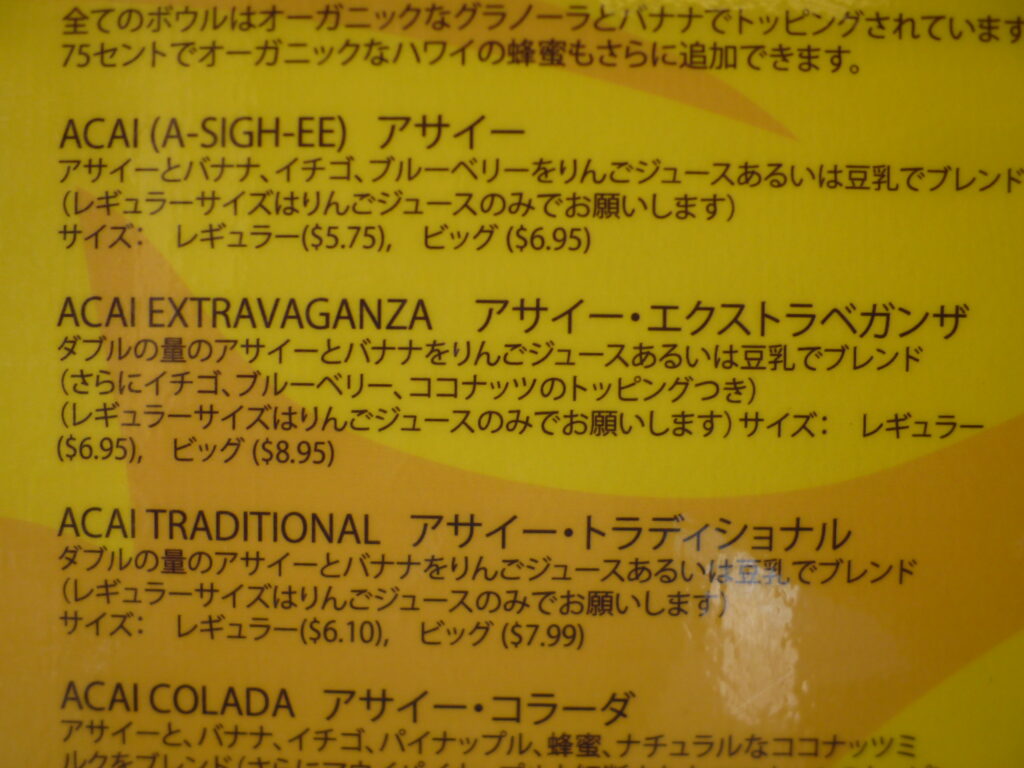 全てのボウルはオーガニックなグラノーラとバナナでトッピングされています
75セントでオーガニックなハワイの蜂蜜もさらに追加できます。
ACAI (A-SIGH-EE) アサイー
アサイーとバナナ、イチゴ、ブルーベリーをりんごジュースあるいは豆乳でブレンド
(レギュラーサイズはりんごジュースのみでお願いします)
サイズ： レギュラー($5.75), ビッグ ($6.95)
ACAI EXTRAVAGANZA アサイー・エクストラベガンザ
ダブルの量のアサイーとバナナをりんごジュースあるいは豆乳でブレンド
(さらにイチゴ、ブルーベリー、ココナッツのトッピングつき)
(レギュラーサイズはりんごジュースのみでお願いします) サイズ： レギュラー
($6.95), ビッグ ($8.95)
ACAI TRADITIONAL アサイー・トラディショナル
ダブルの量のアサイーとバナナをりんごジュースあるいは豆乳でブレンド
(レギュラーサイズはりんごジュースのみでお願いします)
サイズ： レギュラー($6.10), ビッグ ($7.99)
ACAI COLADA アサイー・コラーダ
アサイーと、バナナ、イチゴ、パイナップル、蜂蜜、ナチュラルなココナッツミ
ルクをブレンド(さらに